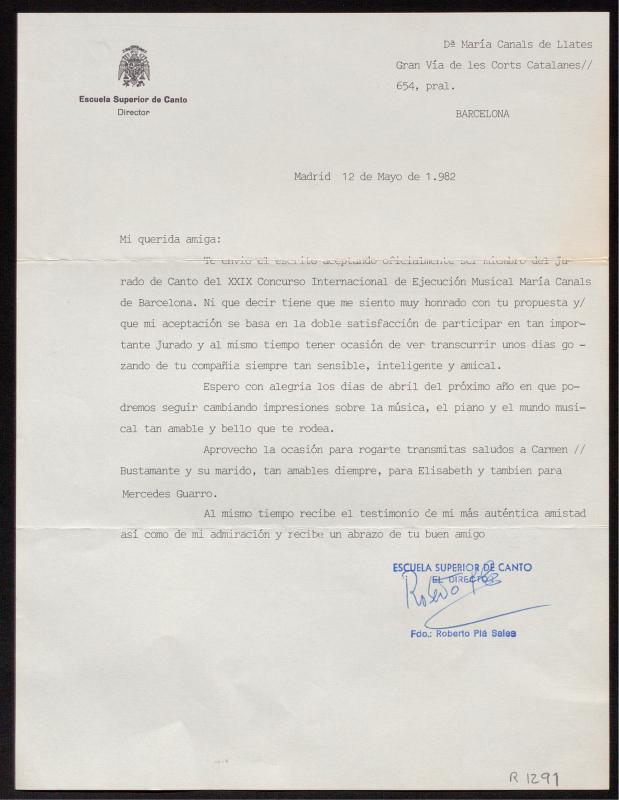 Escuela Superior de Canto
Director
Dª María Canals de Llates
Gran Vía de les Corts Catalanes//
654, pral.
BARCELONA
Madrid 12 de Mayo de 1.982
Mi querida amiga:
Te envio el escrito aceptando oficialmente ser miembro del ju-
rado de Canto del XXIX Concurso Internacional de Ejecución Musical María Canals
de Barcelona. Ni que decir tiene que me siento muy honrado con tu propuesta y/
que mi aceptación se basa en la doble satisfacción de participar en tan impor-
tante Jurado y al mismo tiempo tener ocasión de ver transcurrir unos dias go -
zando de tu compañia siempre tan sensible, inteligente y amical.
Espero con alegria los dias de abril del próximo año en que po-
dremos seguir cambiando impresiones sobre la música, el piano y el mundo musi-
cal tan amable y bello que te rodea.
Aprovecho la ocasión para rogarte transmitas saludos a Carmen //
Bustamante y su marido, tan amables diempre, para Elisabeth y tambien para
Mercedes Guarro.
Al mismo tiempo recibe el testimonio de mi más auténtica amistad
así como de mi admiración y recibe un abrazo de tu buen amigo
ESCUELA SUPERIOR DE CANTO
EL DIRECTOR
Roberto Plá
Fdo.: Roberto Plá Sales
R 1291